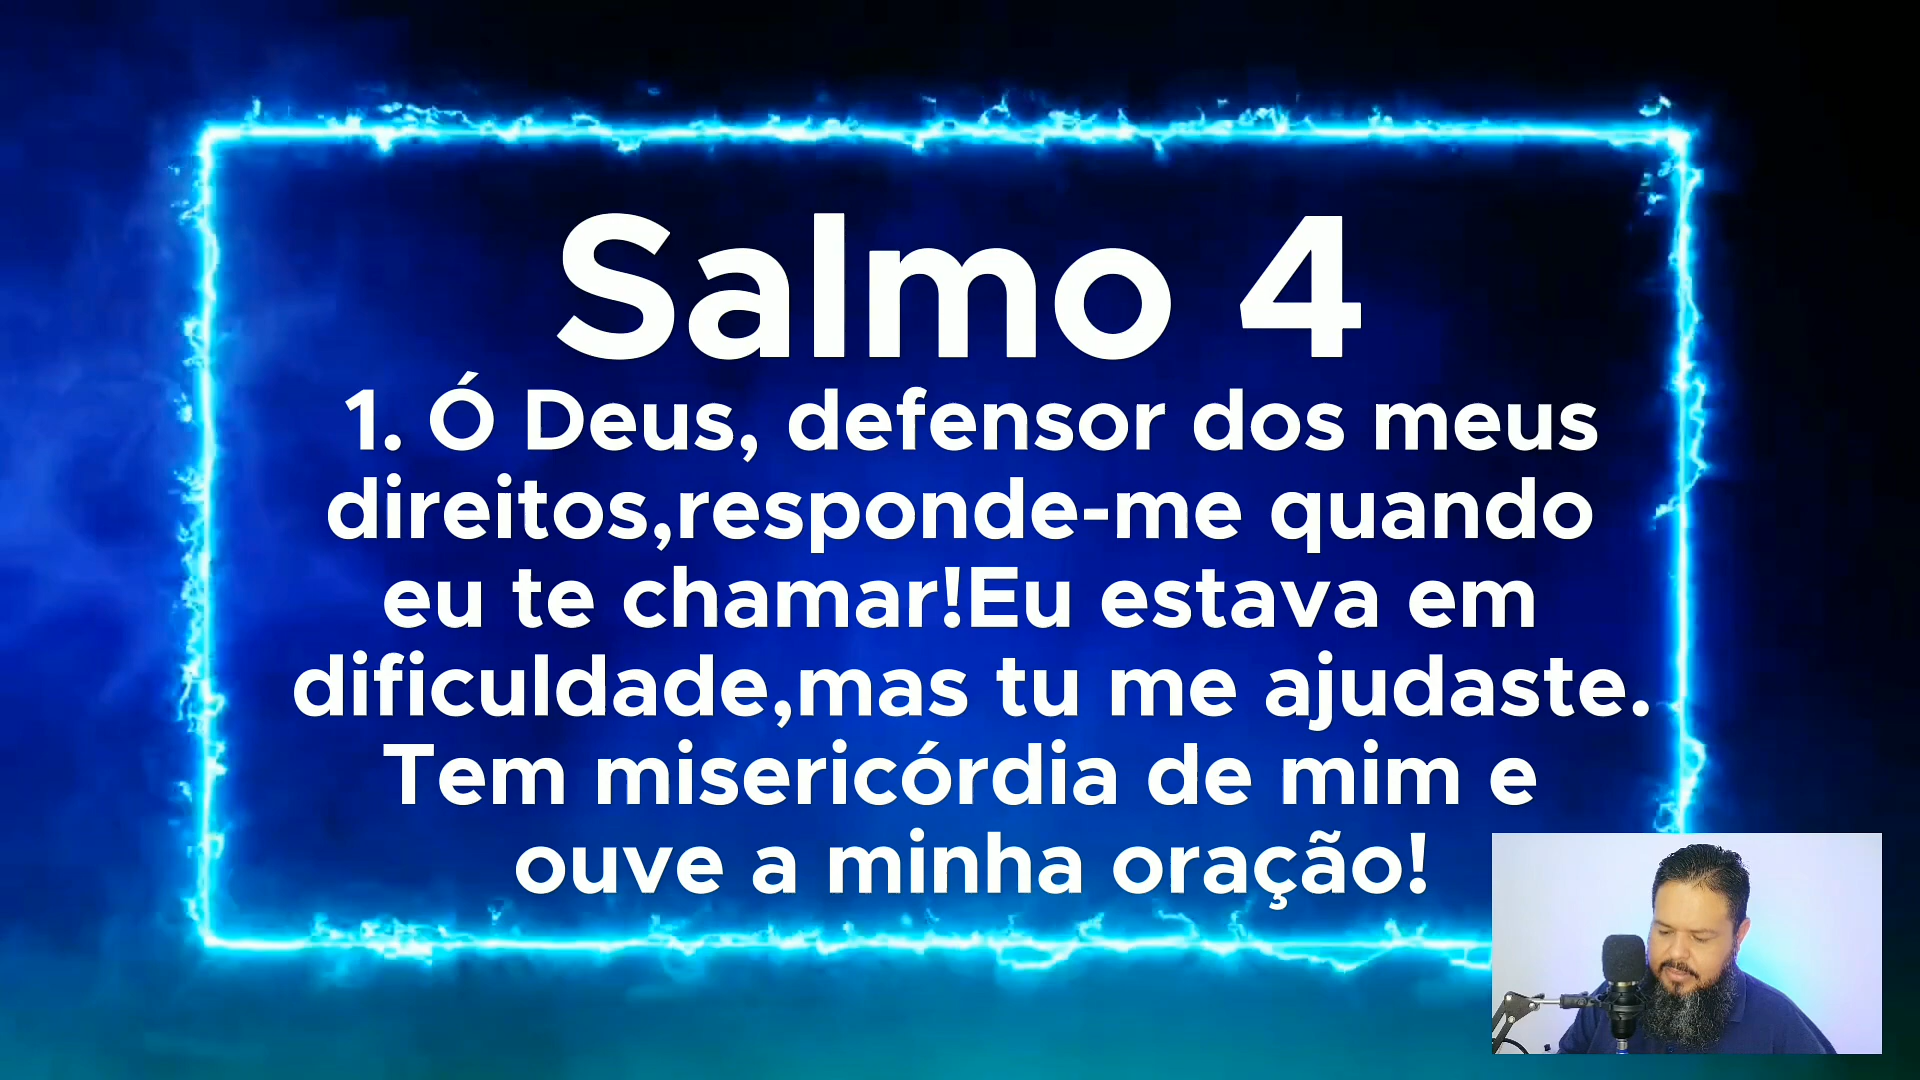 Salmo 4
1. Ó Deus, defensor dos meus
direitos,responde-me quando
eu te chamar!Eu estava em
dificuldade,mas tu me ajudaste.
Tem misericórdia de mim e
ouve a minha oração!